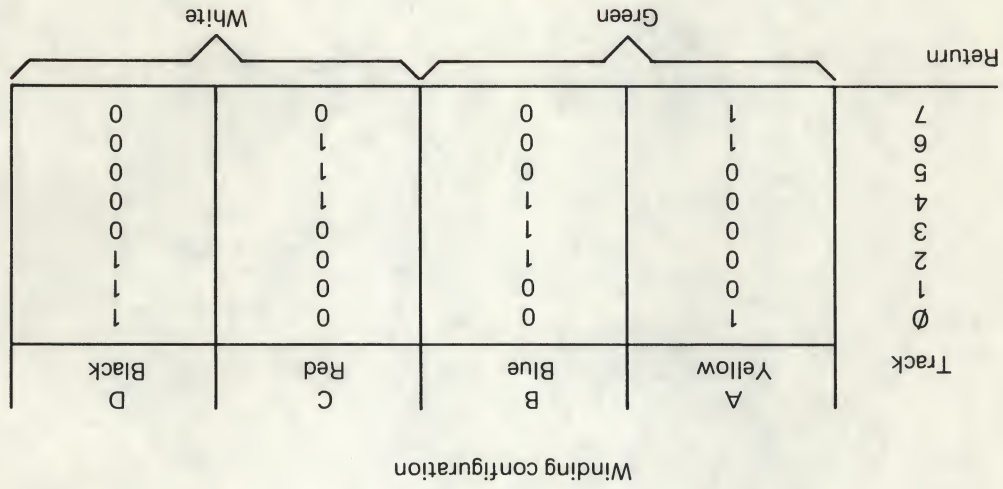 Winding configuration
A B C D
Track Yellow Blue Red Black
Ø 1 0 0 1
1 0 0 0 1
2 0 1 0 1
3 0 1 0 0
4 0 1 1 0
5 0 0 1 0
6 1 0 1 0
7 1 0 0 0
Return Green White